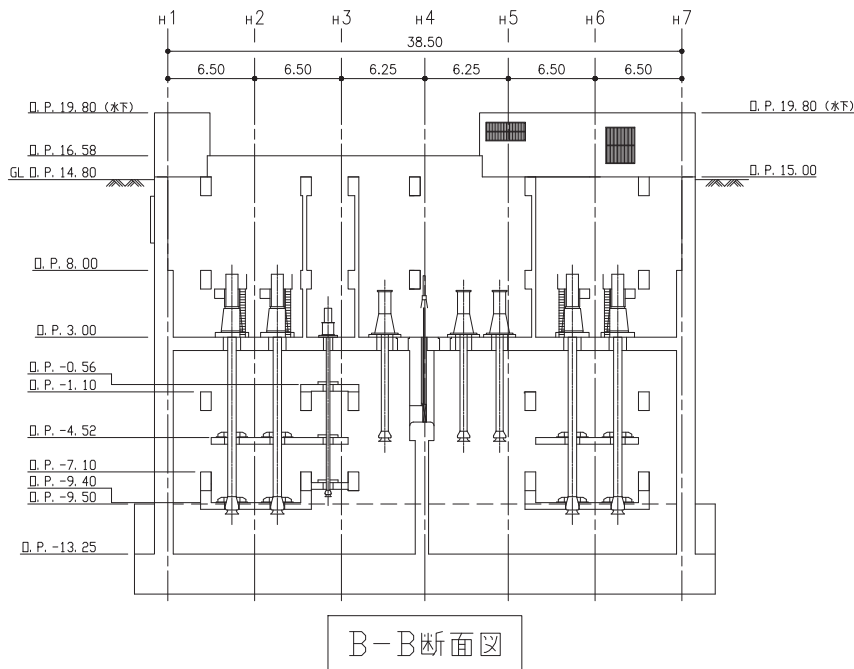 H1 H2 H3 H4 H5 H6 H7
38.50
6.50 6.50 6.25 6.25 6.50 6.50
O.P. 19.80 (水下)
O.P. 19.80 (水下)
O.P. 16.58
GL O.P. 14.80
O.P. 15.00
O.P. 8.00
O.P. 3.00
O.P. -0.56
O.P. -1.10
O.P. -4.52
O.P. -7.10
O.P. -9.40
O.P. -9.50
O.P. -13.25
B-B断面図